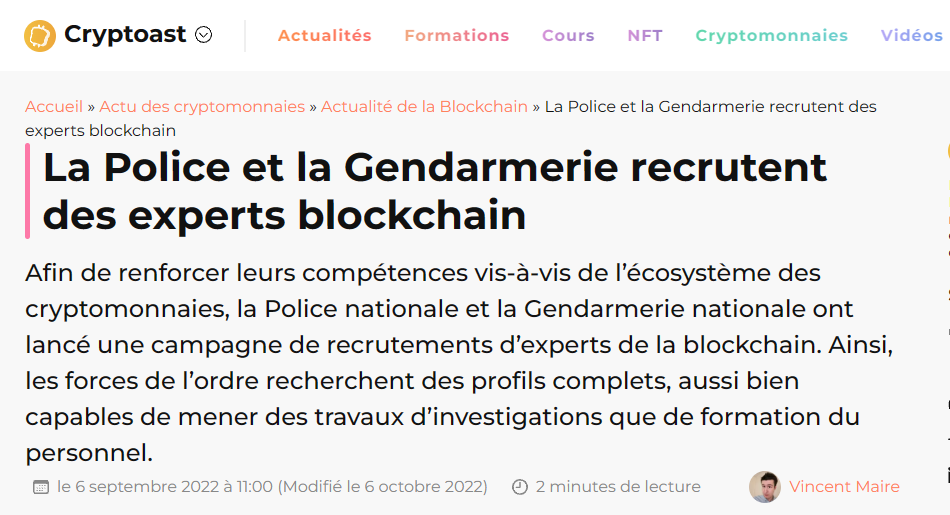 Cryptoast
Actualités Formations Cours NFT Cryptomonnaies Vidéos
Accueil » Actu des cryptomonnaies » Actualité de la Blockchain » La Police et la Gendarmerie recrutent des
experts blockchain
La Police et la Gendarmerie recrutent
des experts blockchain
Afin de renforcer leurs compétences vis-à-vis de l’écosystème des
cryptomonnaies, la Police nationale et la Gendarmerie nationale ont
lancé une campagne de recrutements d’experts de la blockchain. Ainsi,
les forces de l’ordre recherchent des profils complets, aussi bien
capables de mener des travaux d’investigations que de formation du
personnel.
le 6 septembre 2022 à 11:00 (Modifié le 6 octobre 2022) 2 minutes de lecture Vincent Maire